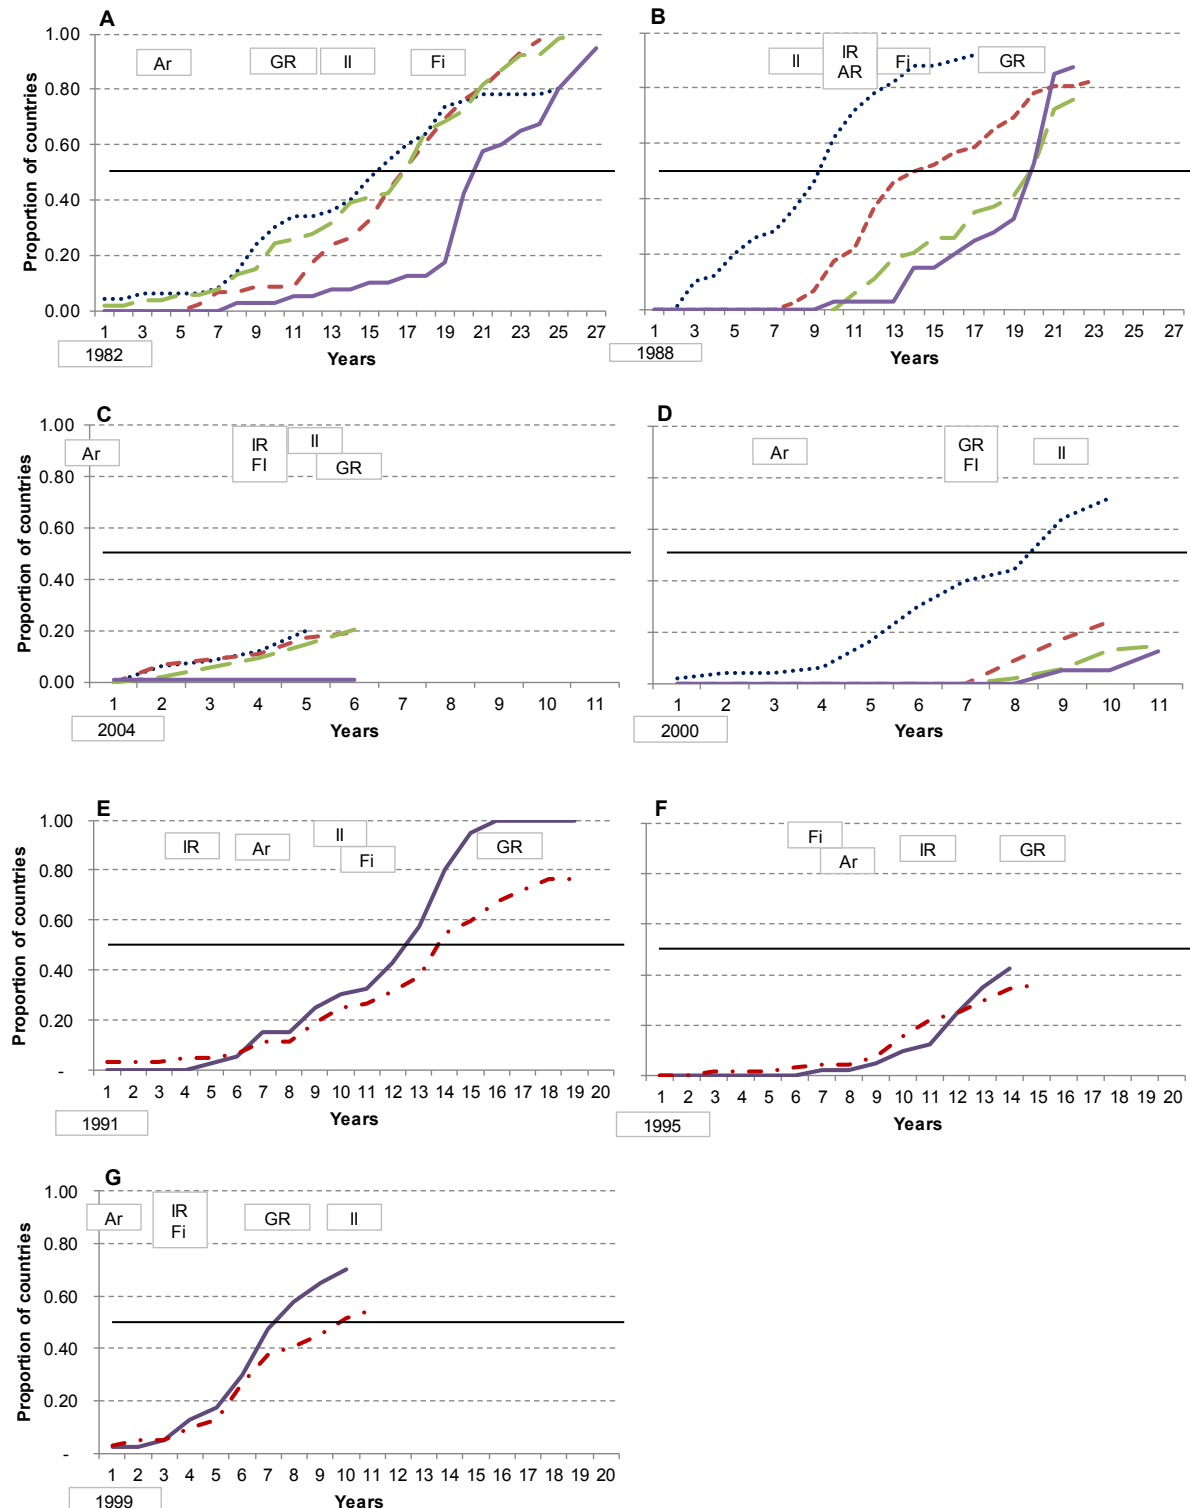 A
B
1.00
0.80
0.60
0.40
0.20
0.00
Proportion of countries
Ar
GR
II
Fi
1 3 5 7 9 11 13 15 17 19 21 23 25 27
Years
1982
II
IR
AR
Fi
GR
1 3 5 7 9 11 13 15 17 19 21 23 25 27
Years
1988
C
D
1.00
0.80
0.60
0.40
0.20
0.00
Proportion of countries
Ar
IR
FI
II
GR
1 2 3 4 5 6 7 8 9 10 11
Years
2004
Ar
GR
FI
II
1 2 3 4 5 6 7 8 9 10 11
Years
2000
E
F
1.00
0.80
0.60
0.40
0.20
-
Proportion of countries
IR
Ar
II
Fi
GR
1 2 3 4 5 6 7 8 9 10 11 12 13 14 15 16 17 18 19 20
Years
1991
Fi
Ar
IR
GR
1 2 3 4 5 6 7 8 9 10 11 12 13 14 15 16 17 18 19 20
Years
1995
G
1.00
0.80
0.60
0.40
0.20
-
Proportion of countries
Ar
IR
Fi
GR
II
1 2 3 4 5 6 7 8 9 10 11 12 13 14 15 16 17 18 19 20
Years
1999